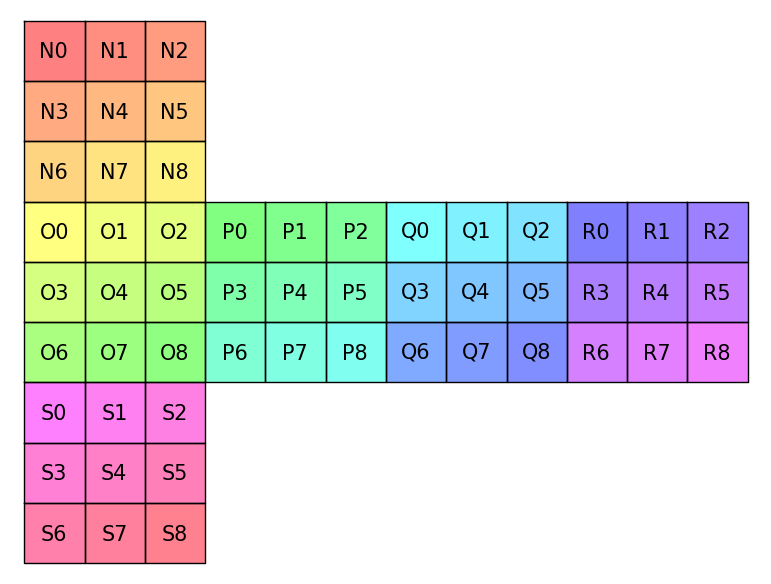 N0 N1 N2
N3 N4 N5
N6 N7 N8
O0 O1 O2 P0 P1 P2 Q0 Q1 Q2 R0 R1 R2
O3 O4 O5 P3 P4 P5 Q3 Q4 Q5 R3 R4 R5
O6 O7 O8 P6 P7 P8 Q6 Q7 Q8 R6 R7 R8
S0 S1 S2
S3 S4 S5
S6 S7 S8